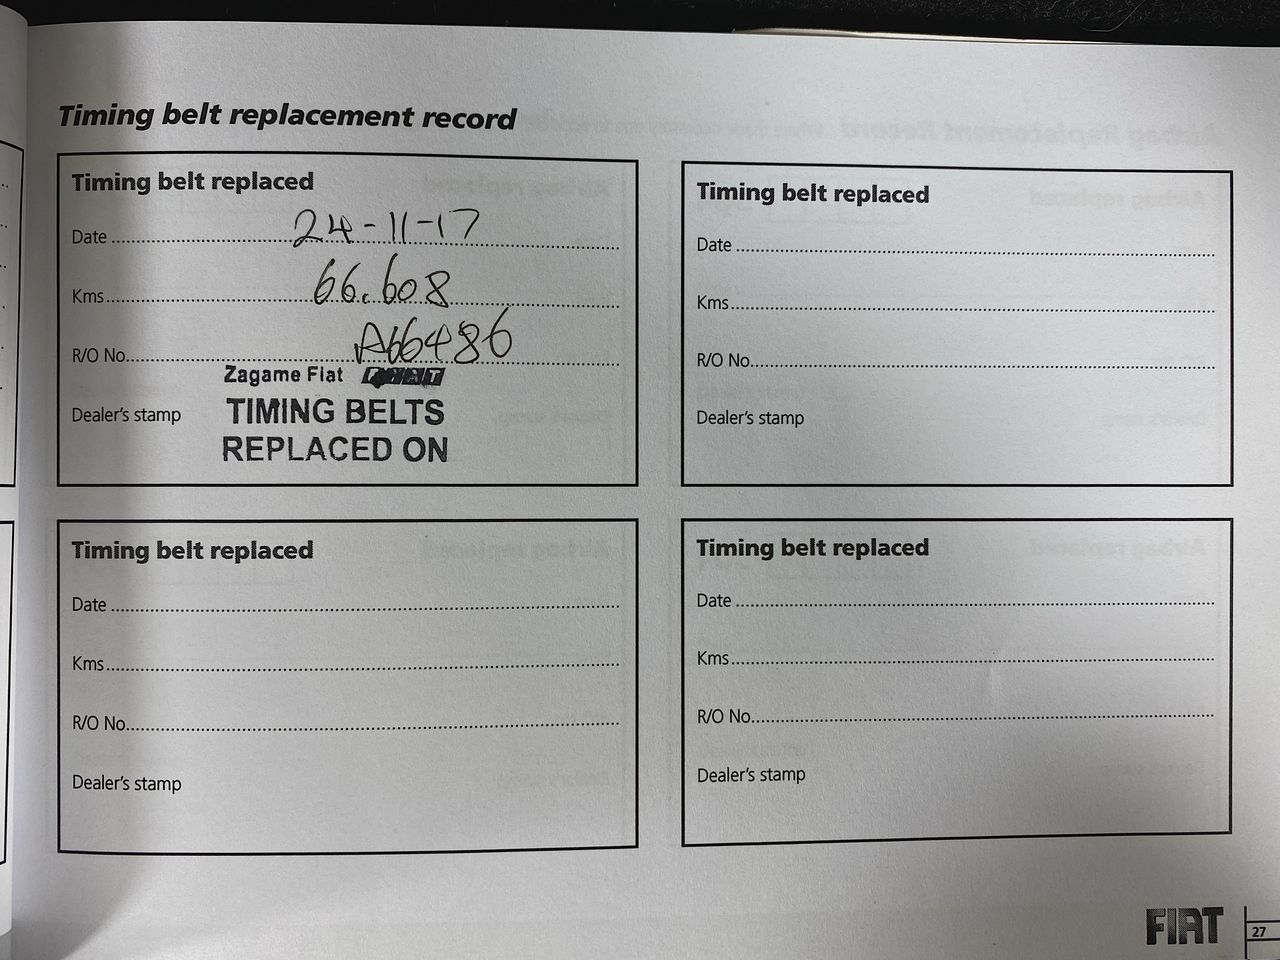 Timing belt replacement record
Timing belt replaced
Date 24-11-17
Kms 66.608
R/O No. A66486
Zagame Fiat
Dealer's stamp
TIMING BELTS
REPLACED ON
Timing belt replaced
Date
Kms
R/O No.
Dealer's stamp
Timing belt replaced
Date
Kms
R/O No.
Dealer's stamp
Timing belt replaced
Date
Kms
R/O No.
Dealer's stamp
FIAT
27